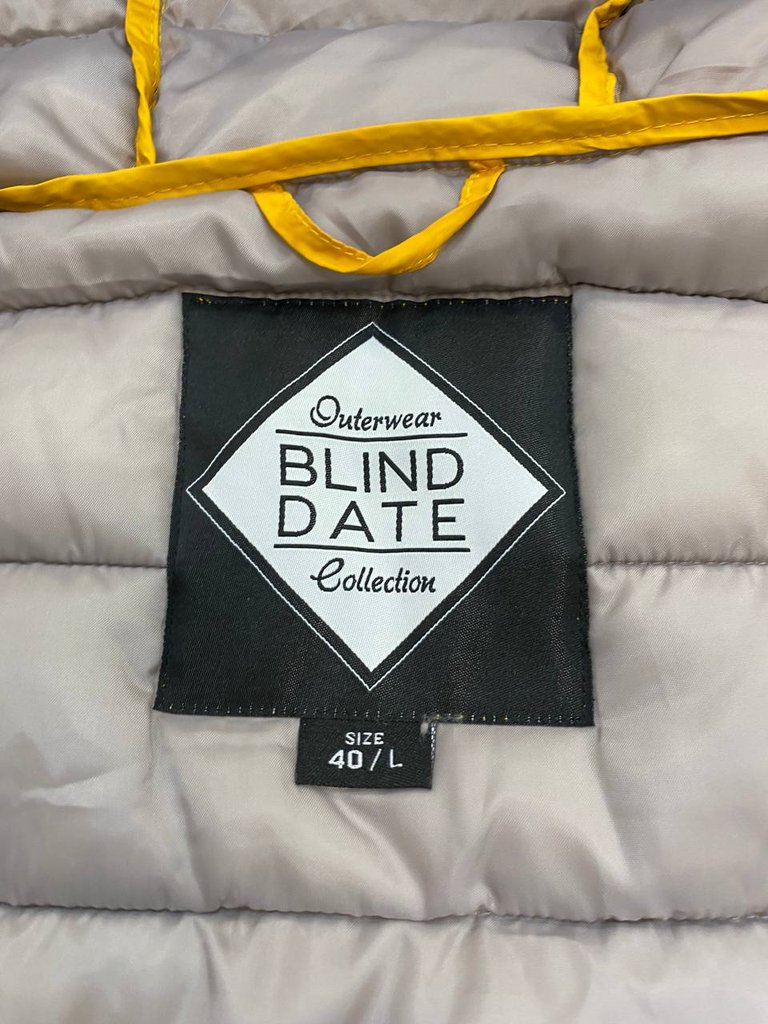 Outerwear
BLIND
DATE
Collection
SIZE
40/L